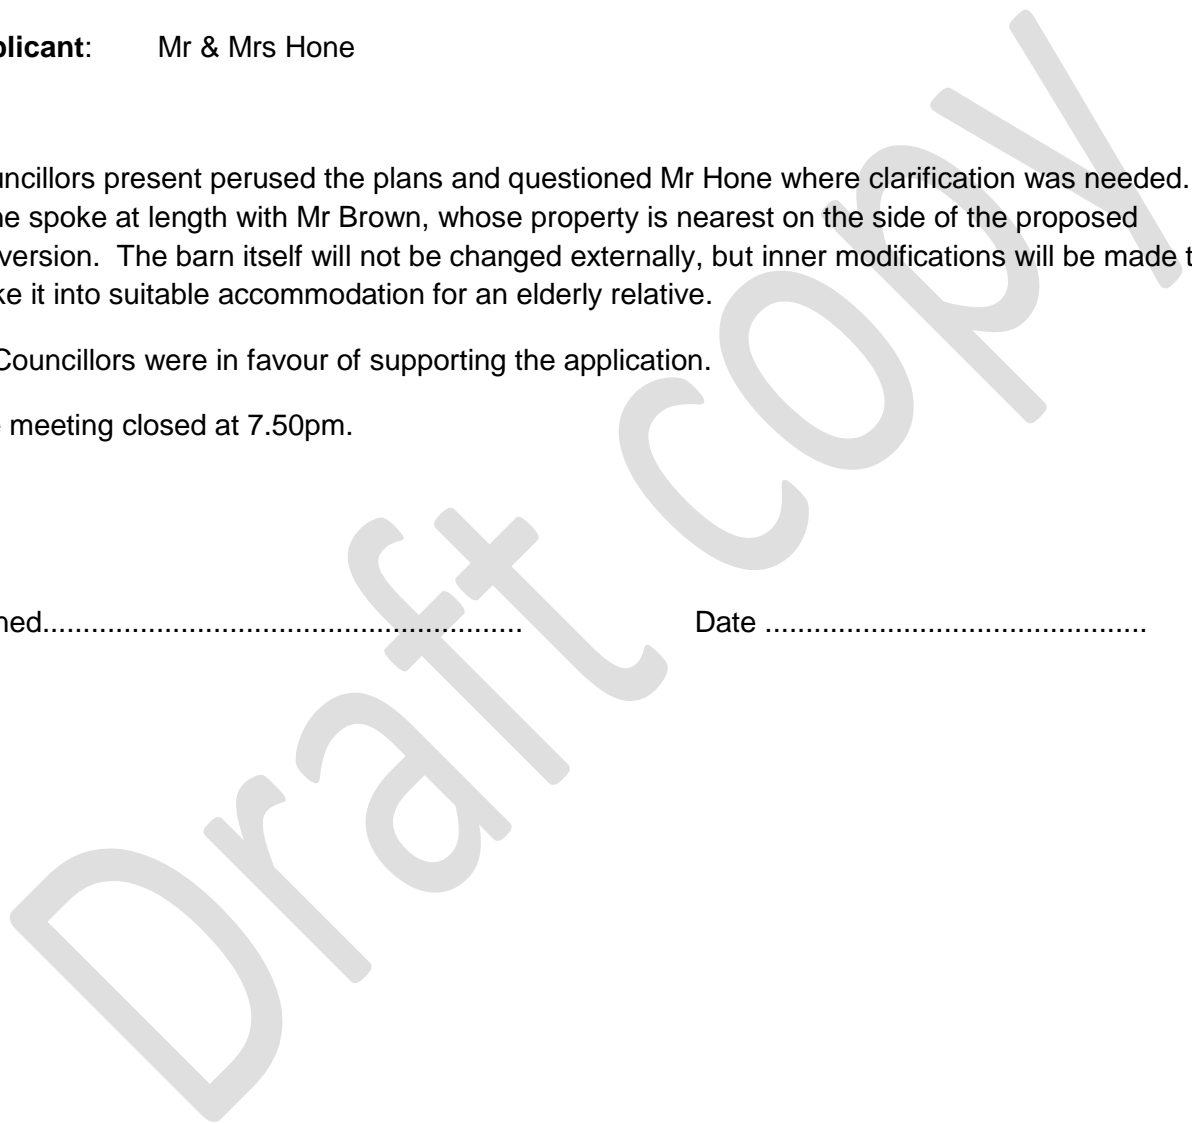 plicant: Mr & Mrs Hone
uncillors present perused the plans and questioned Mr Hone where clarification was needed.
ne spoke at length with Mr Brown, whose property is nearest on the side of the proposed
version. The barn itself will not be changed externally, but inner modifications will be made t
ke it into suitable accommodation for an elderly relative.
Councillors were in favour of supporting the application.
e meeting closed at 7.50pm.
ned............................................................ Date ................................................
Draft copy